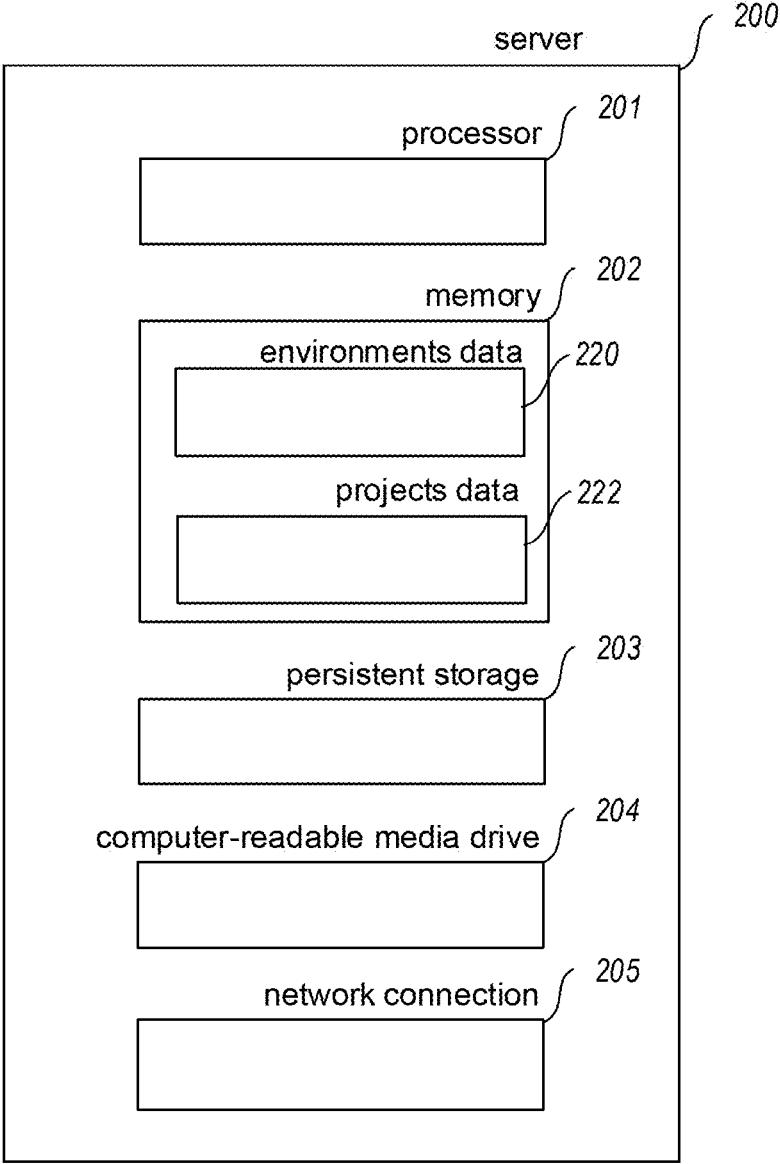 200
server
201
processor
202
memory
environments data
220
projects data
222
203
persistent storage
204
computer-readable media drive
205
network connection